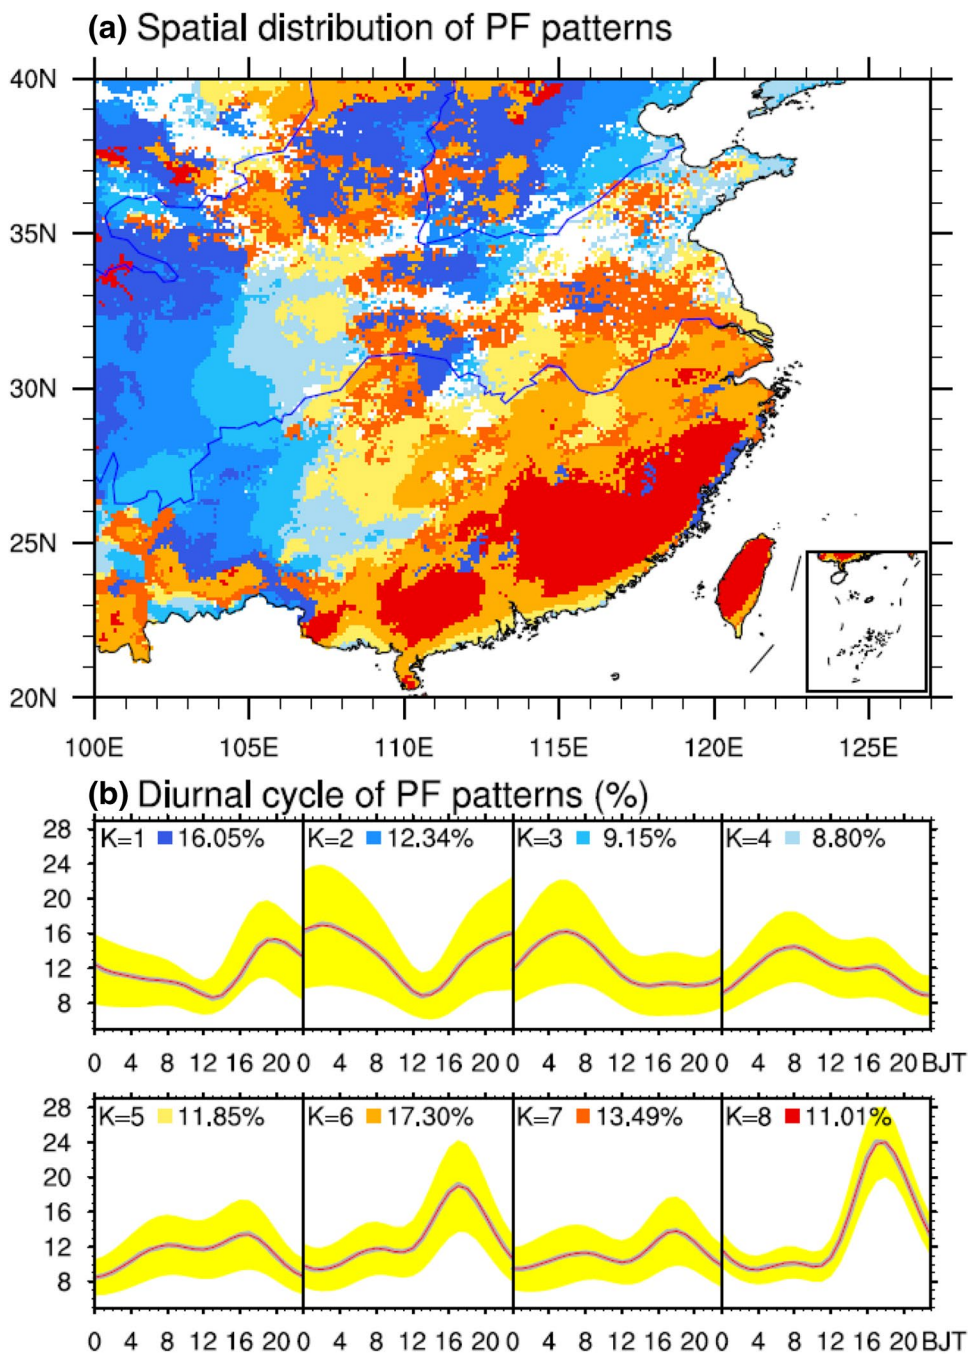 (a) Spatial distribution of PF patterns
40N
35N
30N
25N
20N
100E 105E 110E 115E 120E 125E
(b) Diurnal cycle of PF patterns (%)
28 24 20 16 12 8
K=1 16.05% K=2 12.34% K=3 9.15% K=4 8.80%
0 4 8 12 16 20 0 4 8 12 16 20 0 4 8 12 16 20 0 4 8 12 16 20 BJT
28 24 20 16 12 8
K=5 11.85% K=6 17.30% K=7 13.49% K=8 11.01%
0 4 8 12 16 20 0 4 8 12 16 20 0 4 8 12 16 20 0 4 8 12 16 20 BJT